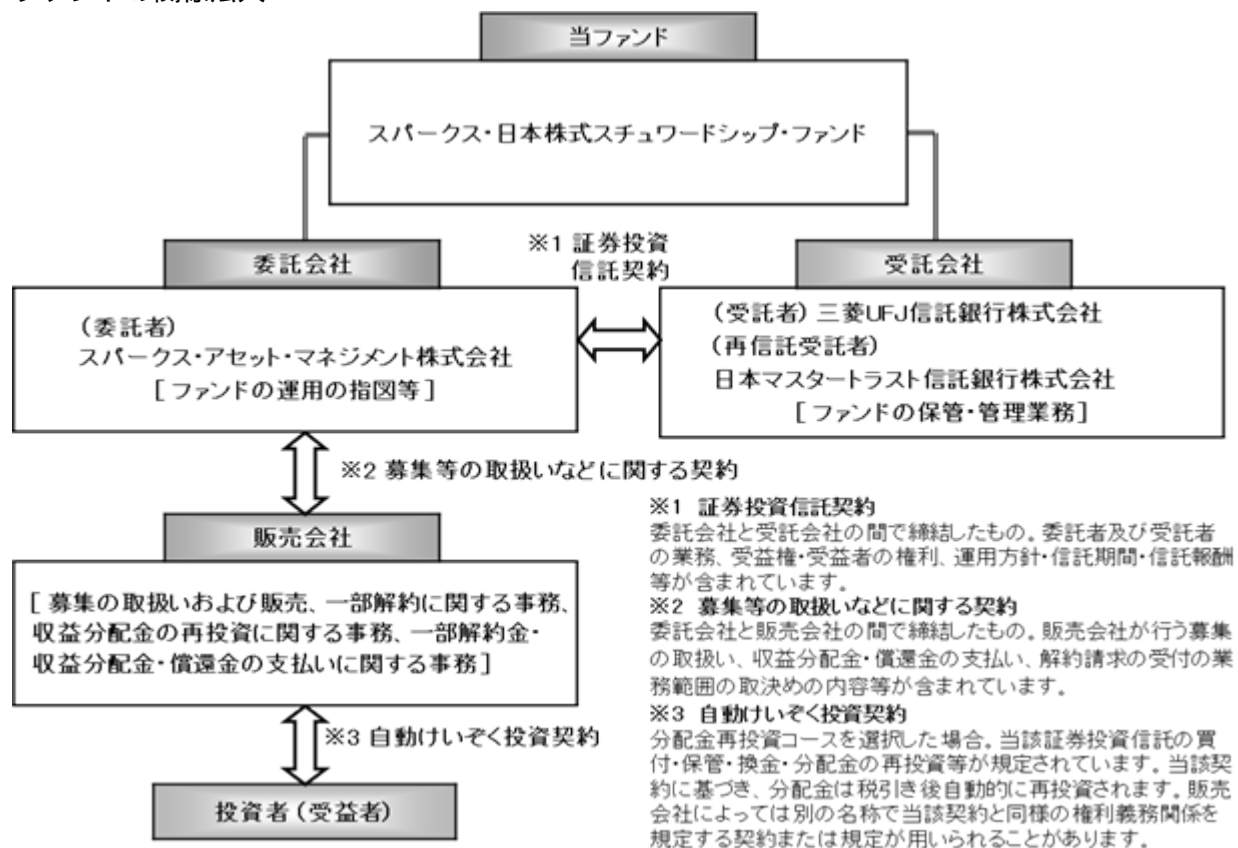 当ファンド
スパークス・日本株式スチュワードシップ・ファンド
※1 証券投資
信託契約
委託会社
(委託者)
スパークス・アセット・マネジメント株式会社
[ファンドの運用の指図等]
受託会社
(受託者) 三菱UFJ信託銀行株式会社
(再信託受託者)
日本マスタートラスト信託銀行株式会社
[ファンドの保管・管理業務]
※2 募集等の取扱いなどに関する契約
販売会社
[募集の取扱いおよび販売、一部解約に関する事務、
収益分配金の再投資に関する事務、一部解約金・
収益分配金・償還金の支払いに関する事務]
※3 自動けいぞく投資契約
投資者(受益者)
※1 証券投資信託契約
委託会社と受託会社の間で締結したもの。委託者及び受託者
の業務、受益権・受益者の権利、運用方針・信託期間・信託報酬
等が含まれています。
※2 募集等の取扱いなどに関する契約
委託会社と販売会社の間で締結したもの。販売会社が行う募集
の取扱い、収益分配金・償還金の支払い、解約請求の受付の業
務範囲の取決めの内容等が含まれています。
※3 自動けいぞく投資契約
分配金再投資コースを選択した場合。当該証券投資信託の買
付・保管・換金・分配金の再投資等が規定されています。当該契
約に基づき、分配金は税引き後自動的に再投資されます。販売
会社によっては別の名称で当該契約と同様の権利義務関係を
規定する契約または規定が用いられることがあります。